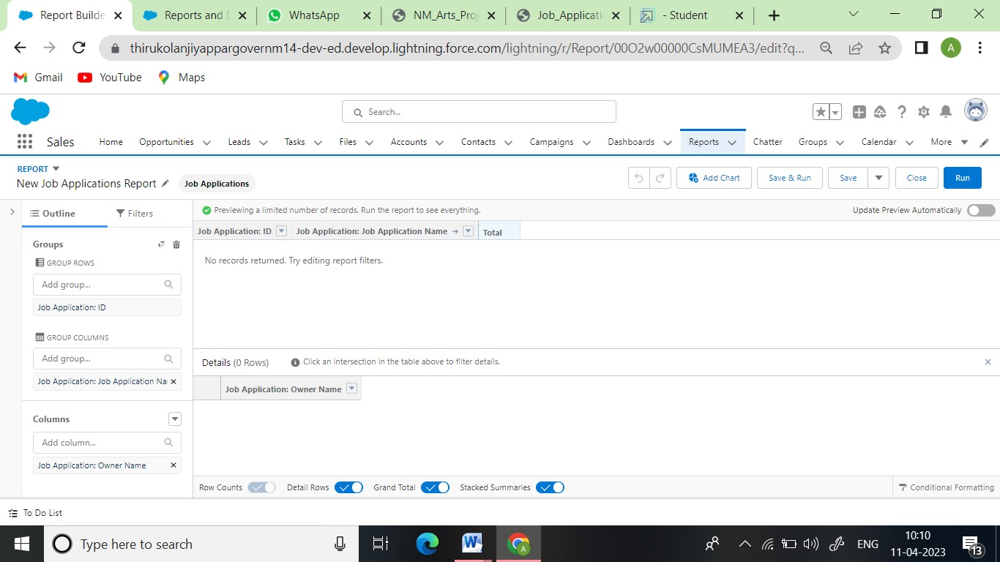 Report Builde
Reports and D
WhatsApp
NM_Arts_Proj
Job_Applicati
- Student
thirukolanjiyappargovernm14-dev-ed.develop.lightning.force.com/lightning/r/Report/00O2w00000CsMUMEA3/edit?q...
A
Gmail
YouTube
Maps
Search...
Sales
Home
Opportunities
Leads
Tasks
Files
Accounts
Contacts
Campaigns
Dashboards
Reports
Chatter
Groups
Calendar
More
REPORT
New Job Applications Report
Job Applications
Add Chart
Save & Run
Save
Close
Run
Outline
Filters
Previewing a limited number of records. Run the report to see everything.
Update Preview Automatically
Groups
GROUP ROWS
Add group...
Job Application: ID
GROUP COLUMNS
Add group...
Job Application: Job Application Na
Columns
Add column...
Job Application: Owner Name
Job Application: ID
Job Application: Job Application Name
Total
No records returned. Try editing report filters.
Details (0 Rows)
Click an intersection in the table above to filter details.
Job Application: Owner Name
Row Counts
Detail Rows
Grand Total
Stacked Summaries
Conditional Formatting
To Do List
Type here to search
W
A
ENG
10:10
11-04-2023
13